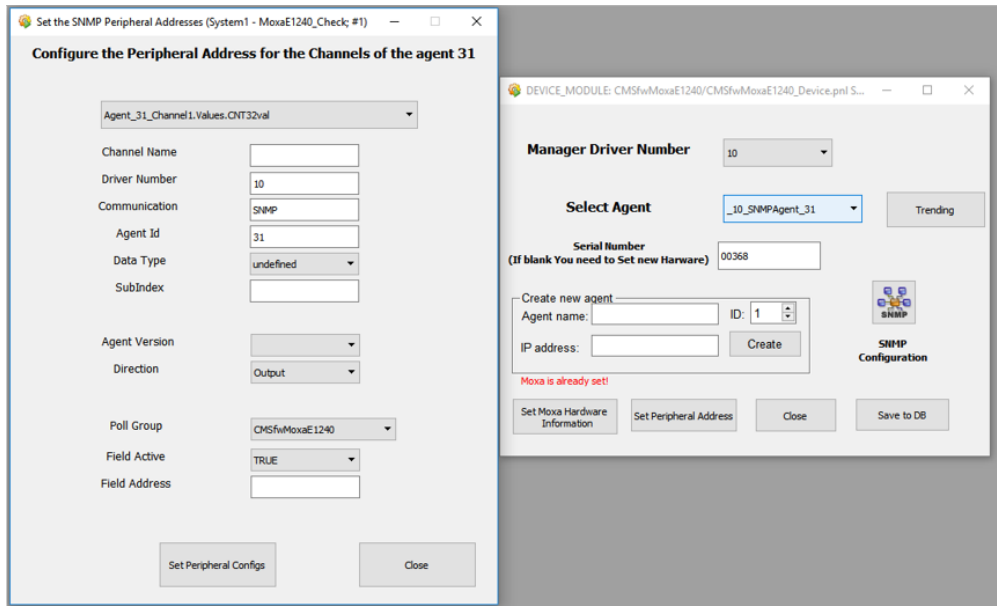 Set the SNMP Peripheral Addresses (System1 - MoxaE1240_Check; #1)
Configure the Peripheral Address for the Channels of the agent 31
Agent_31_Channel1.Values.CNT32val
Channel Name
Driver Number 10
Communication SNMP
Agent Id 31
Data Type undefined
SubIndex
Agent Version
Direction Output
Poll Group CMSfwMoxaE1240
Field Active TRUE
Field Address
Set Peripheral Configs Close
DEVICE_MODULE: CMSfwMoxaE1240/CMSfwMoxaE1240_Device.pnl S...
Manager Driver Number 10
Select Agent _10_SNMPAgent_31 Trending
Serial Number
(If blank You need to Set new Harware) 00368
Create new agent
Agent name: ID: 1
IP address: Create
SNMP
SNMP
Configuration
Moxa is already set!
Set Moxa Hardware
Information
Set Peripheral Address Close Save to DB